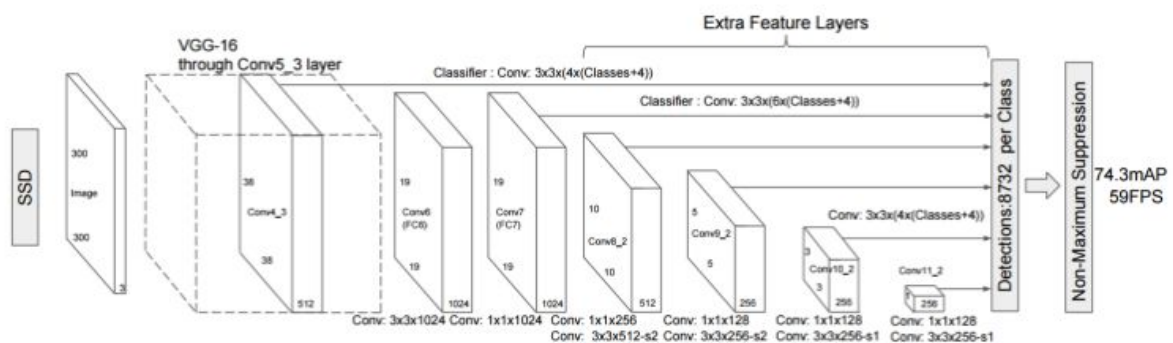 Extra Feature Layers
VGG-16
through Conv5_3 layer
Classifier : Conv: 3x3x(4x(Classes+4))
Classifier : Conv: 3x3x(6x(Classes+4))
SSD
300
Image
300
3
38
Conv4_3
38
512
19
Conv6
(FC6)
19
1024
19
Conv7
(FC7)
19
1024
10
Conv8_2
10
512
5
Conv9_2
5
256
Conv: 3x3x(4x(Classes+4))
3
Conv10_2
3
256
Conv11_2
1
256
Detections:8732 per Class
Non-Maximum Suppression
74.3mAP
59FPS
Conv: 3x3x1024
Conv: 1x1x1024
Conv: 1x1x256
Conv: 3x3x512-s2
Conv: 1x1x128
Conv: 3x3x256-s2
Conv: 1x1x128
Conv: 3x3x256-s1
Conv: 1x1x128
Conv: 3x3x256-s1